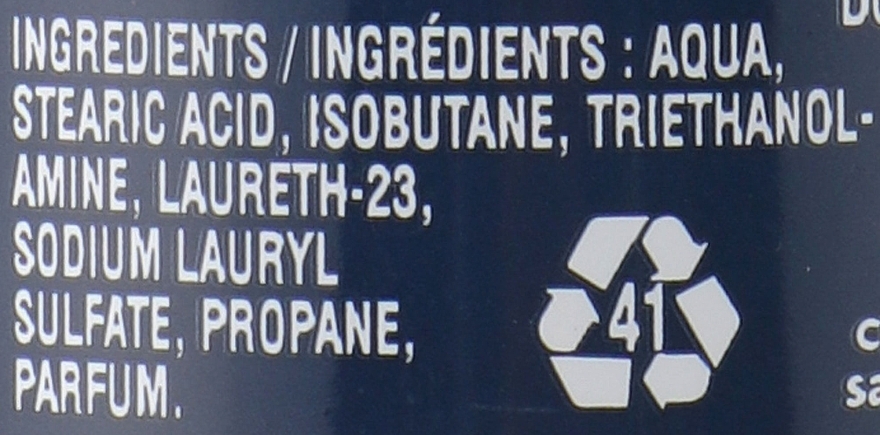 INGREDIENTS / INGRÉDIENTS : AQUA,
STEARIC ACID, ISOBUTANE, TRIETHANOL-
AMINE, LAURETH-23,
SODIUM LAURYL
SULFATE, PROPANE,
PARFUM.
41